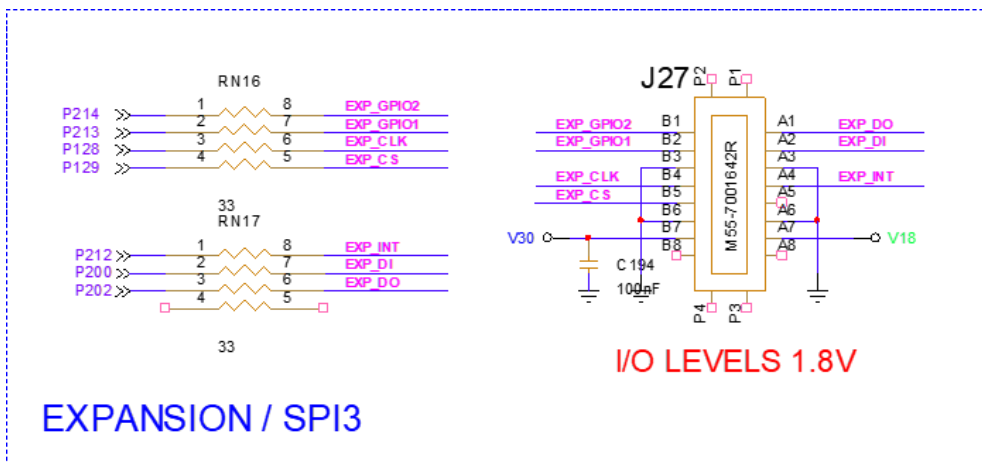 RN16
P214 1 8 EXP_GPIO2
P213 2 7 EXP_GPIO1
P128 3 6 EXP_CLK
P129 4 5 EXP_CS
33
RN17
P212 1 8 EXP_INT
P200 2 7 EXP_DI
P202 3 6 EXP_DO
4 5
33
J27 P2 P1
EXP_GPIO2 B1 A1 EXP_DO
EXP_GPIO1 B2 A2 EXP_DI
B3 A3
EXP_CLK B4 A4 EXP_INT
EXP_CS B5 A5
B6 A6
V30 B7 A7 V18
B8 A8
M55-7001642R
C194
100nF
P4 P3
I/O LEVELS 1.8V
EXPANSION / SPI3